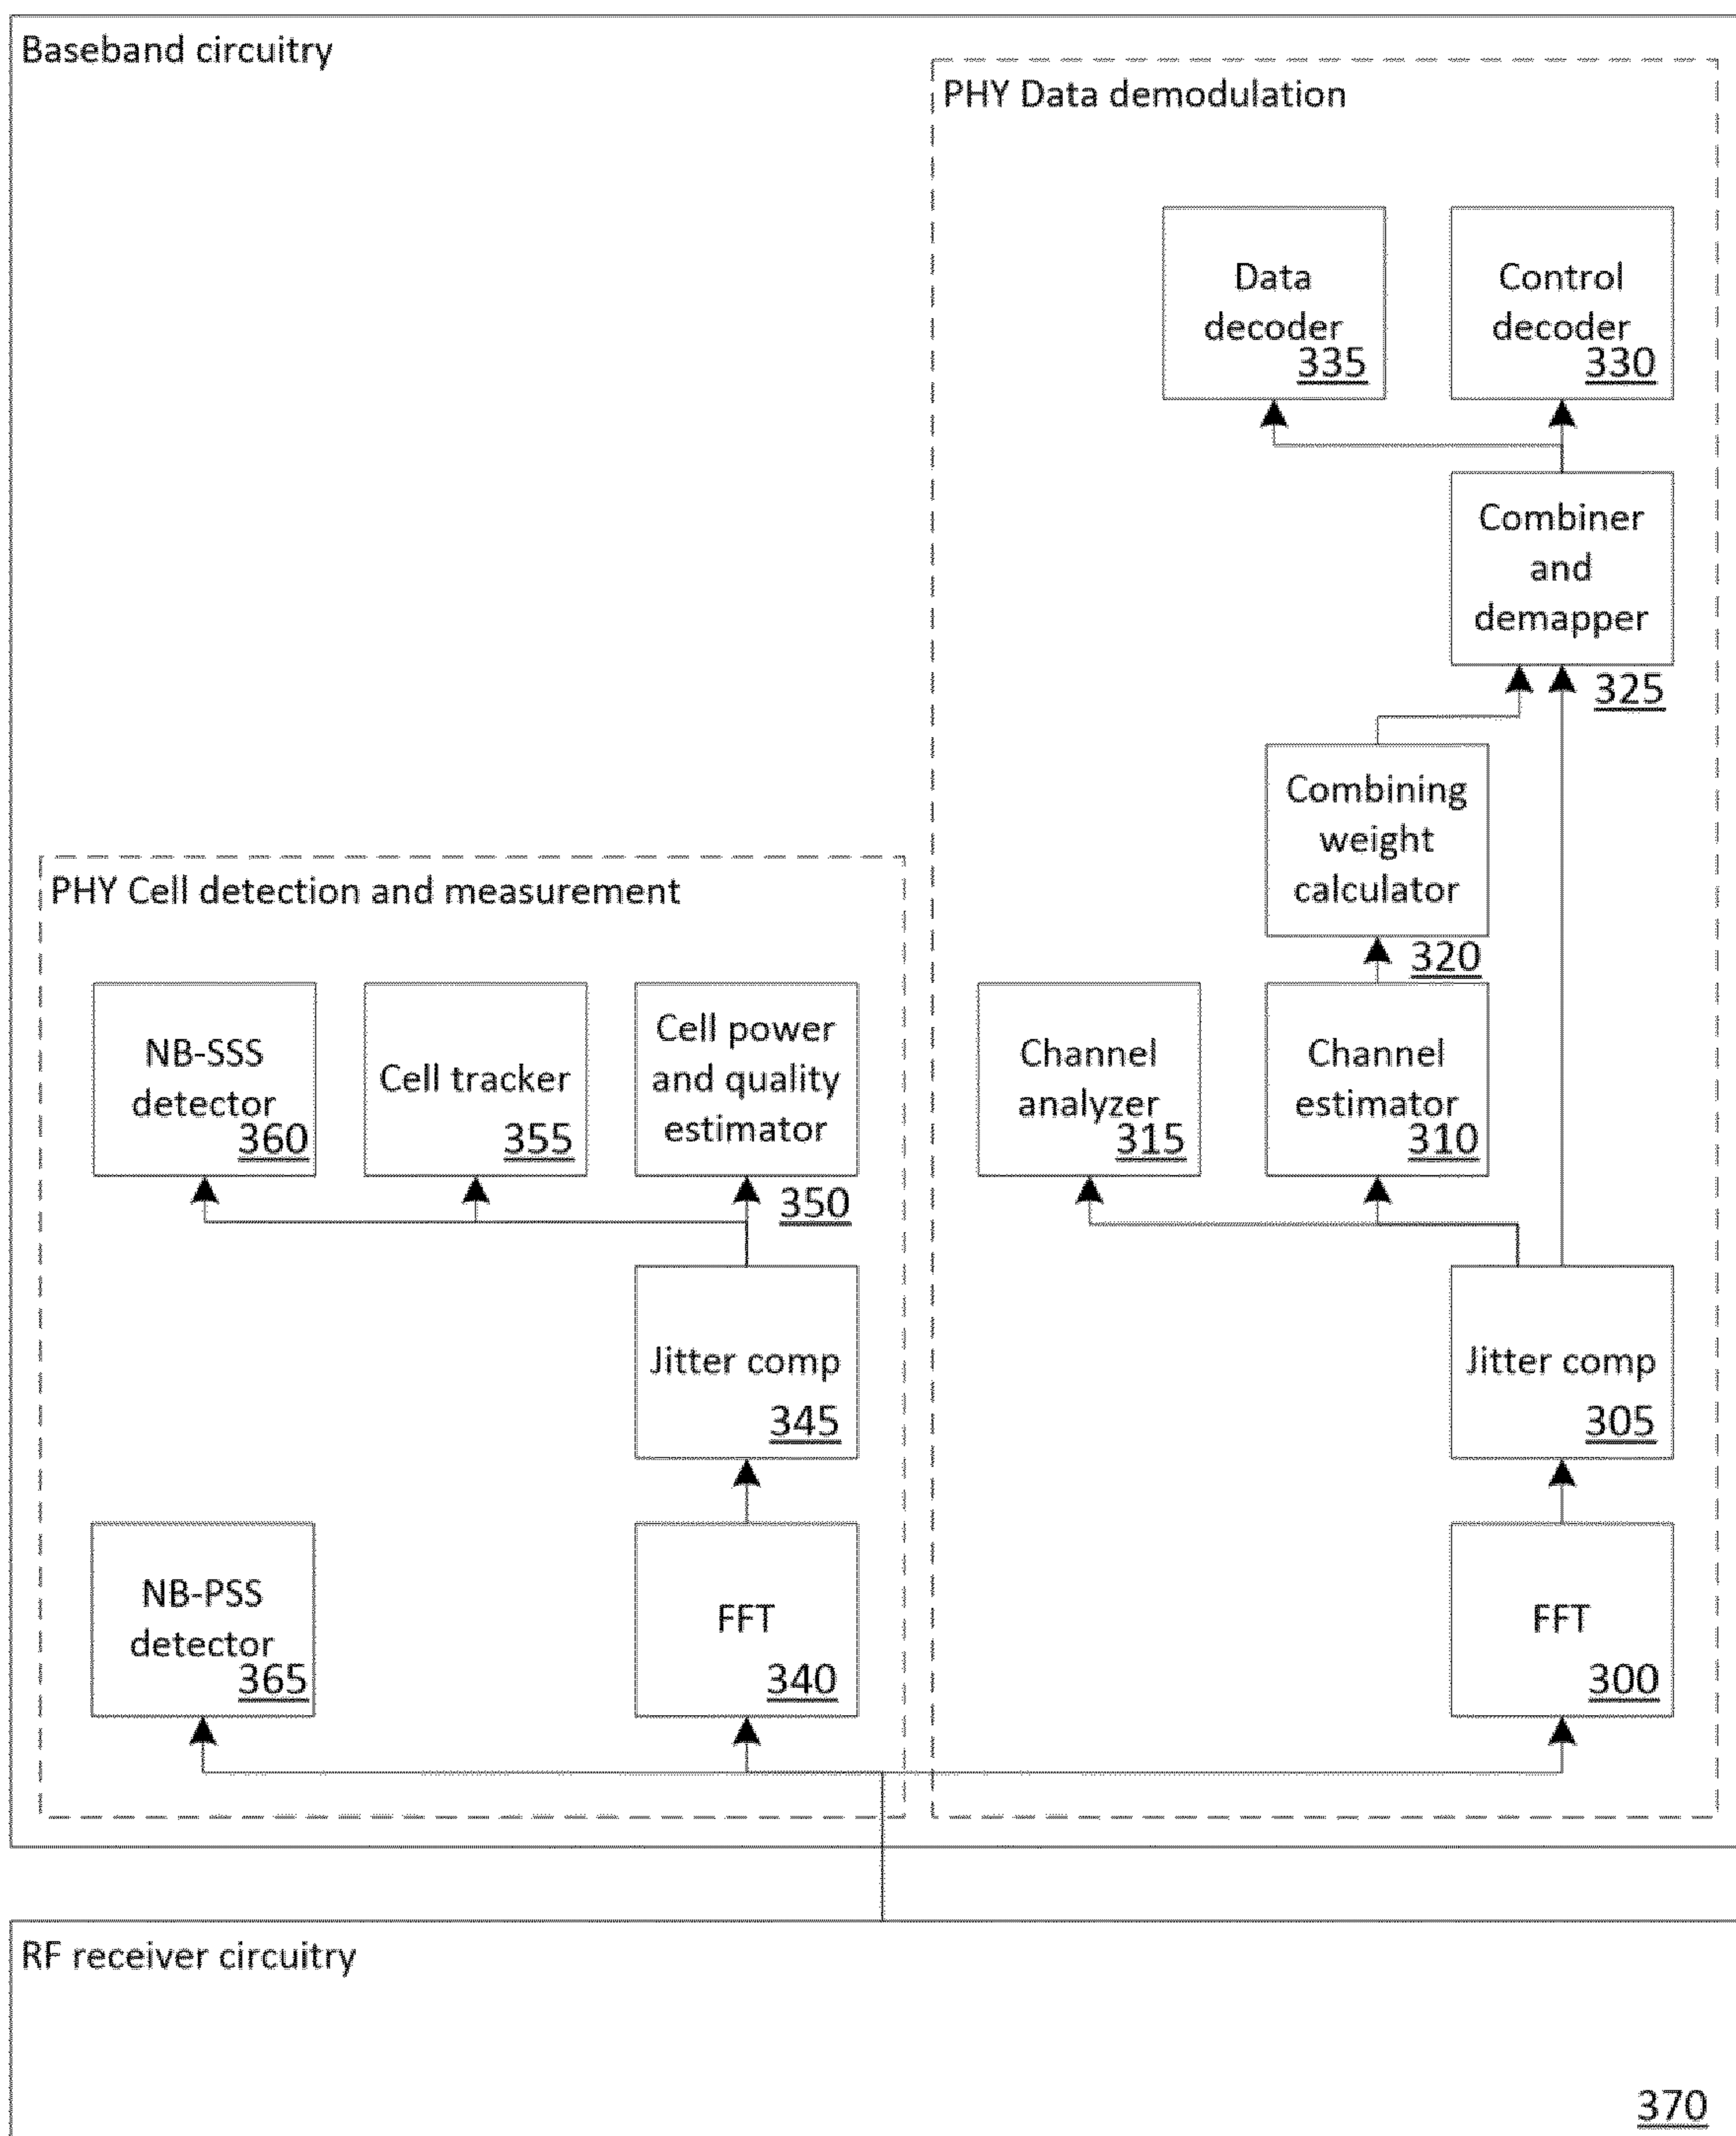 Baseband circuitry
PHY Data demodulation
Data
decoder
335
Control
decoder
330
Combiner
and
demapper
325
Combining
weight
calculator
320
PHY Cell detection and measurement
NB-SSS
detector
360
Cell tracker
355
Cell power
and quality
estimator
350
Channel
analyzer
315
Channel
estimator
310
Jitter comp
345
Jitter comp
305
NB-PSS
detector
365
FFT
340
FFT
300
RF receiver circuitry
370